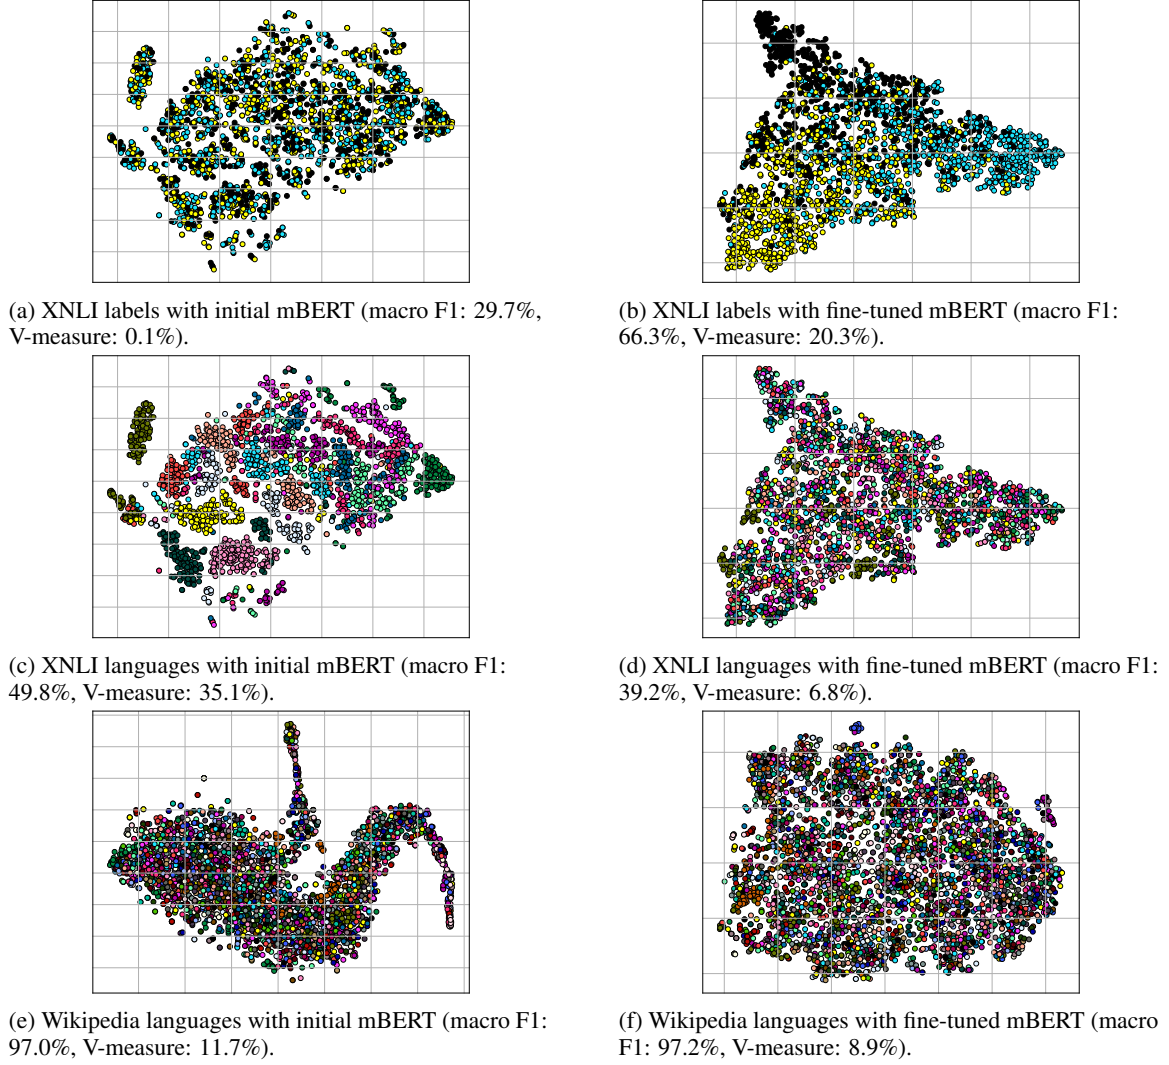 (a) XNLI labels with initial mBERT (macro F1: 29.7%,
V-measure: 0.1%).
(b) XNLI labels with fine-tuned mBERT (macro F1:
66.3%, V-measure: 20.3%).
(c) XNLI languages with initial mBERT (macro F1:
49.8%, V-measure: 35.1%).
(d) XNLI languages with fine-tuned mBERT (macro F1:
39.2%, V-measure: 6.8%).
(e) Wikipedia languages with initial mBERT (macro F1:
97.0%, V-measure: 11.7%).
(f) Wikipedia languages with fine-tuned mBERT (macro
F1: 97.2%, V-measure: 8.9%).